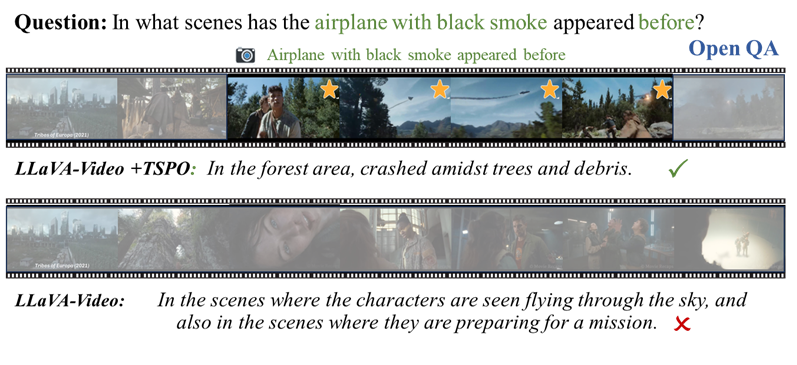 Question: In what scenes has the airplane with black smoke appeared before?
Airplane with black smoke appeared before
Open QA
Tribes of Europa (2021)
LLaVA-Video +TSPO: In the forest area, crashed amidst trees and debris.
Tribes of Europa (2021)
LLaVA-Video: In the scenes where the characters are seen flying through the sky, and
also in the scenes where they are preparing for a mission.